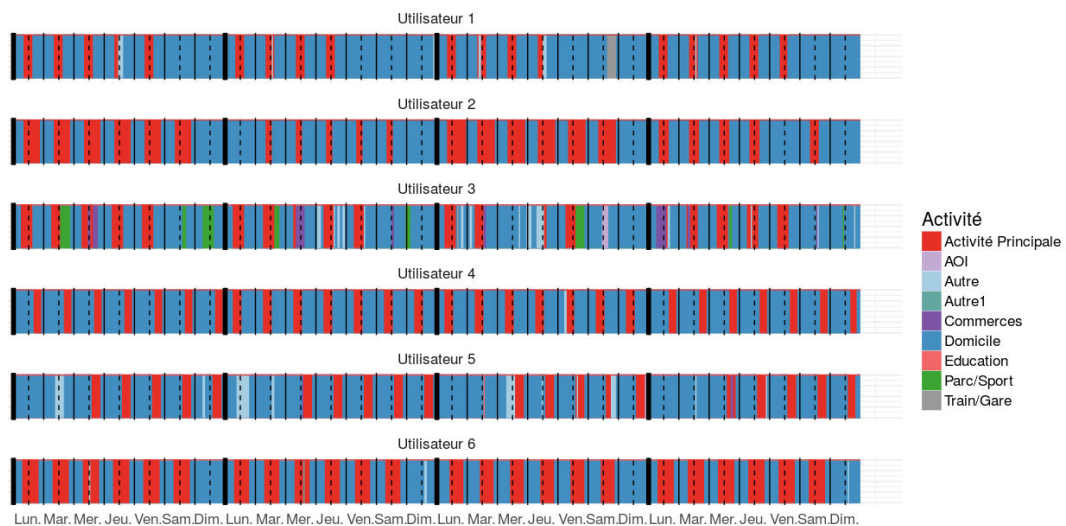 Utilisateur 1
Utilisateur 2
Utilisateur 3
Utilisateur 4
Utilisateur 5
Utilisateur 6
Lun. Mar. Mer. Jeu. Ven.Sam.Dim. Lun. Mar. Mer. Jeu. Ven.Sam.Dim. Lun. Mar. Mer. Jeu. Ven.Sam.Dim. Lun. Mar. Mer. Jeu. Ven.Sam.Dim.
Activité
Activité Principale
AOI
Autre
Autre1
Commerces
Domicile
Education
Parc/Sport
Train/Gare